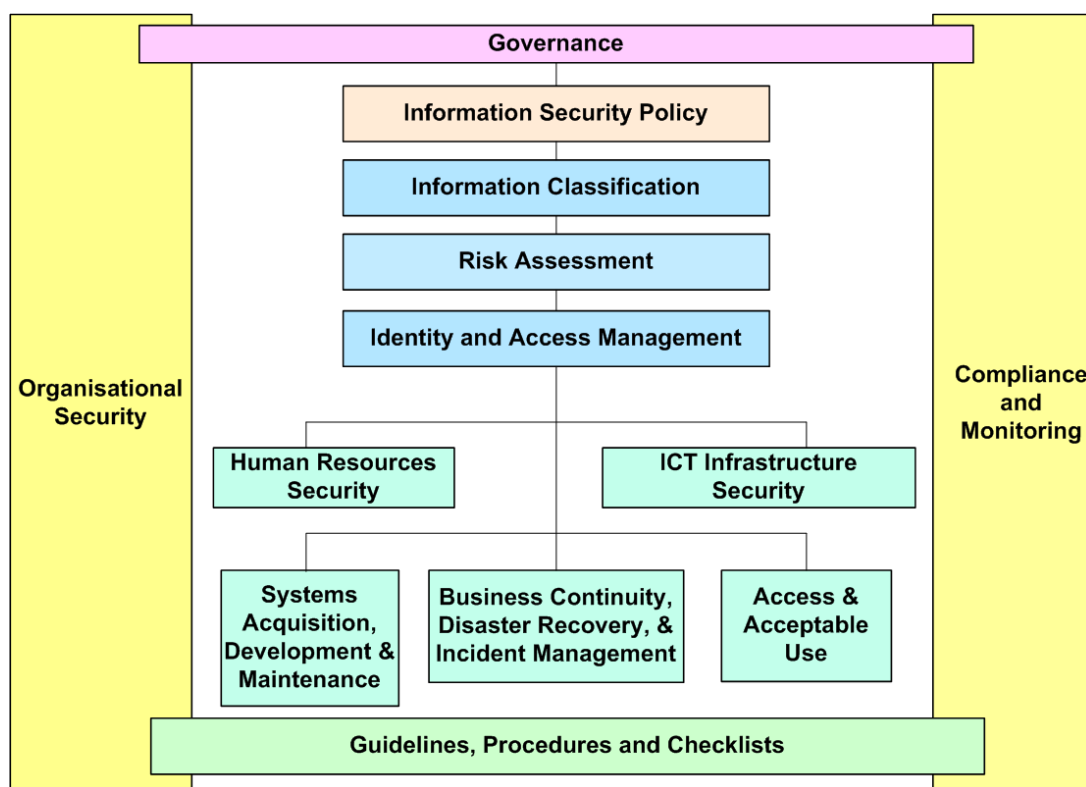 Governance
Information Security Policy
Information Classification
Risk Assessment
Identity and Access Management
Organisational
Security
Compliance
and
Monitoring
Human Resources
Security
ICT Infrastructure
Security
Systems
Acquisition,
Development &
Maintenance
Business Continuity,
Disaster Recovery, &
Incident Management
Access &
Acceptable
Use
Guidelines, Procedures and Checklists